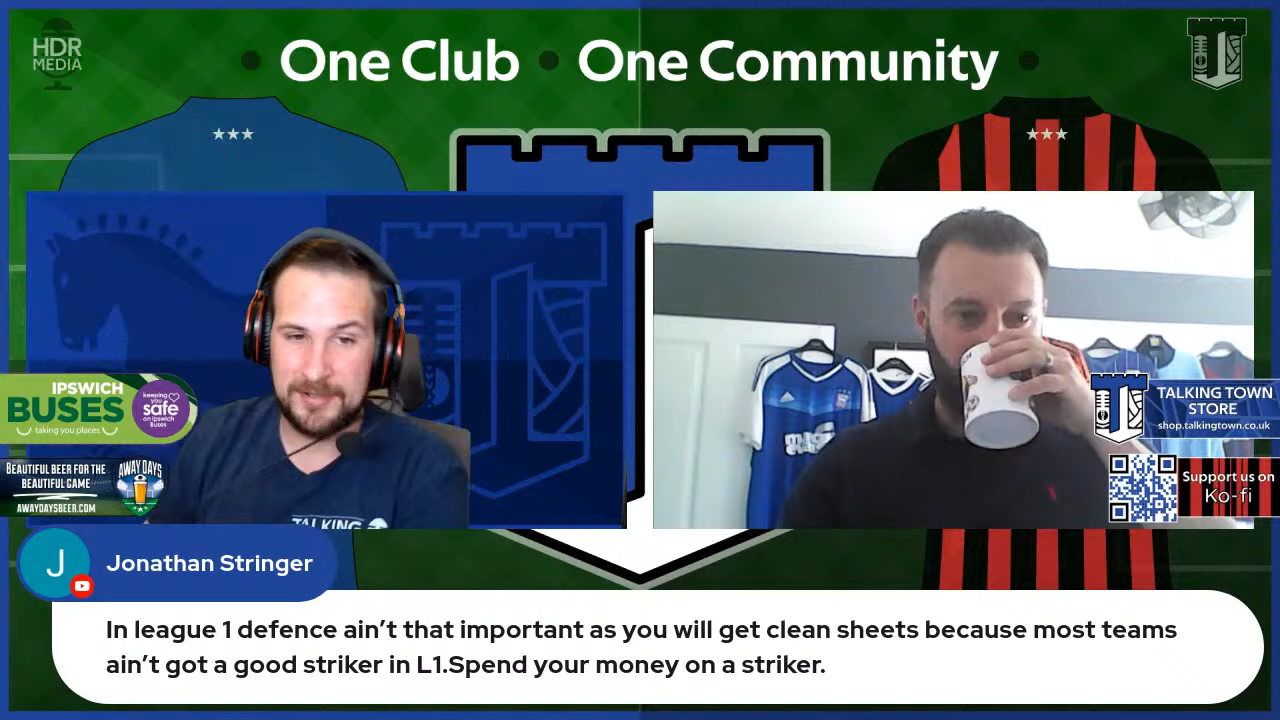 HDR
MEDIA
One Club • One Community
IPSWICH
BUSES
taking you places
keeping
you
safe
on Ipswich
Buses
BEAUTIFUL BEER FOR THE
BEAUTIFUL GAME
AWAYDAYSBEER.COM
AWAY DAYS
TALKING
TALKING TOWN
STORE
shop.talkingtown.co.uk
Support us on
Ko-fi
J
Jonathan Stringer
In league 1 defence ain’t that important as you will get clean sheets because most teams
ain’t got a good striker in L1.Spend your money on a striker.